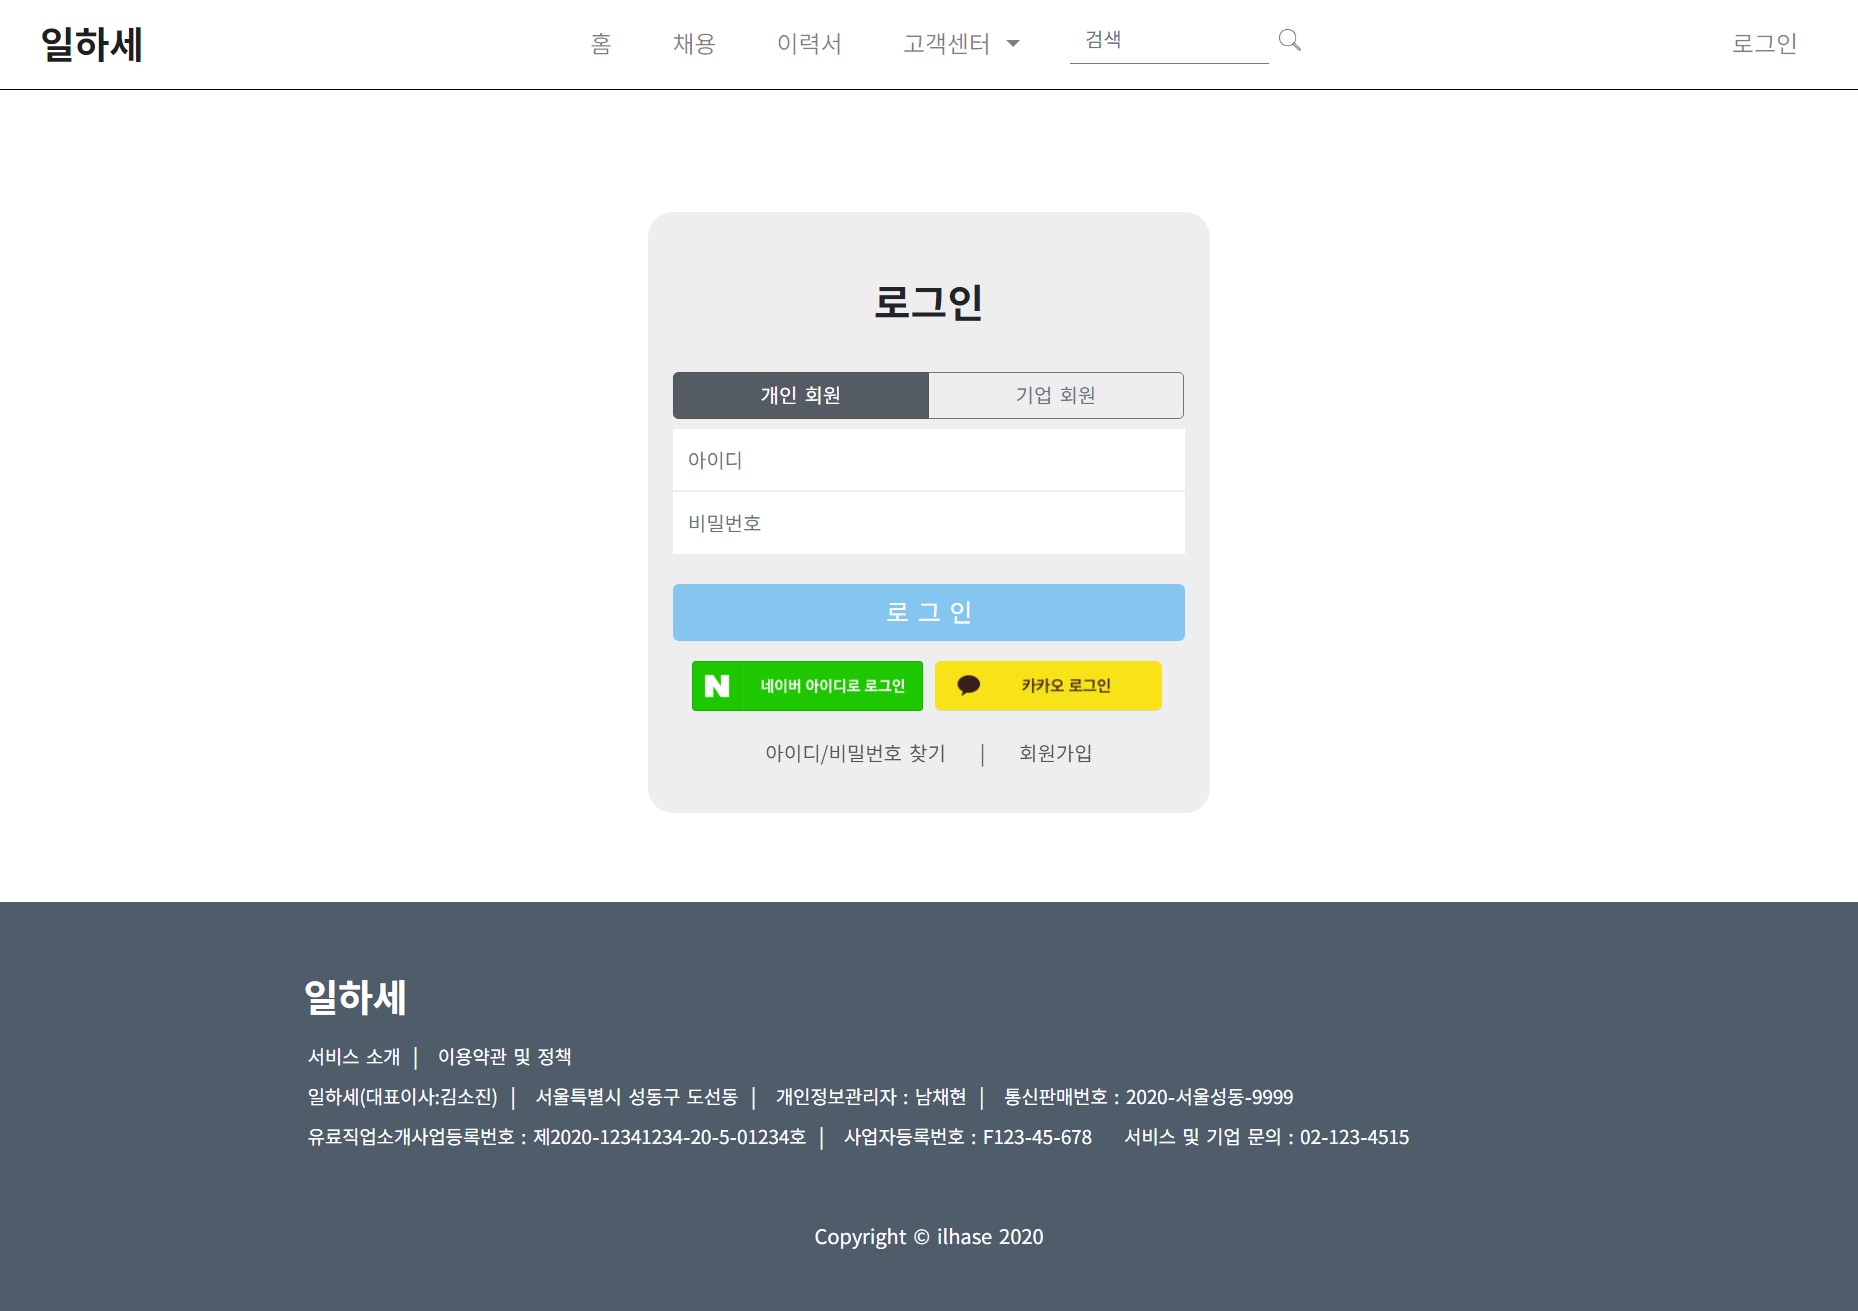 일하세 홈 채용 이력서 고객센터 검색 로그인
로그인
개인 회원 기업 회원
아이디
비밀번호
로 그 인
N 네이버 아이디로 로그인 카카오 로그인
아이디/비밀번호 찾기 | 회원가입
일하세
서비스 소개 | 이용약관 및 정책
일하세(대표이사:김소진) | 서울특별시 성동구 도선동 | 개인정보관리자 : 남채현 | 통신판매번호 : 2020-서울성동-9999
유료직업소개사업등록번호 : 제2020-12341234-20-5-01234호 | 사업자등록번호 : F123-45-678 서비스 및 기업 문의 : 02-123-4515
Copyright © ilhase 2020